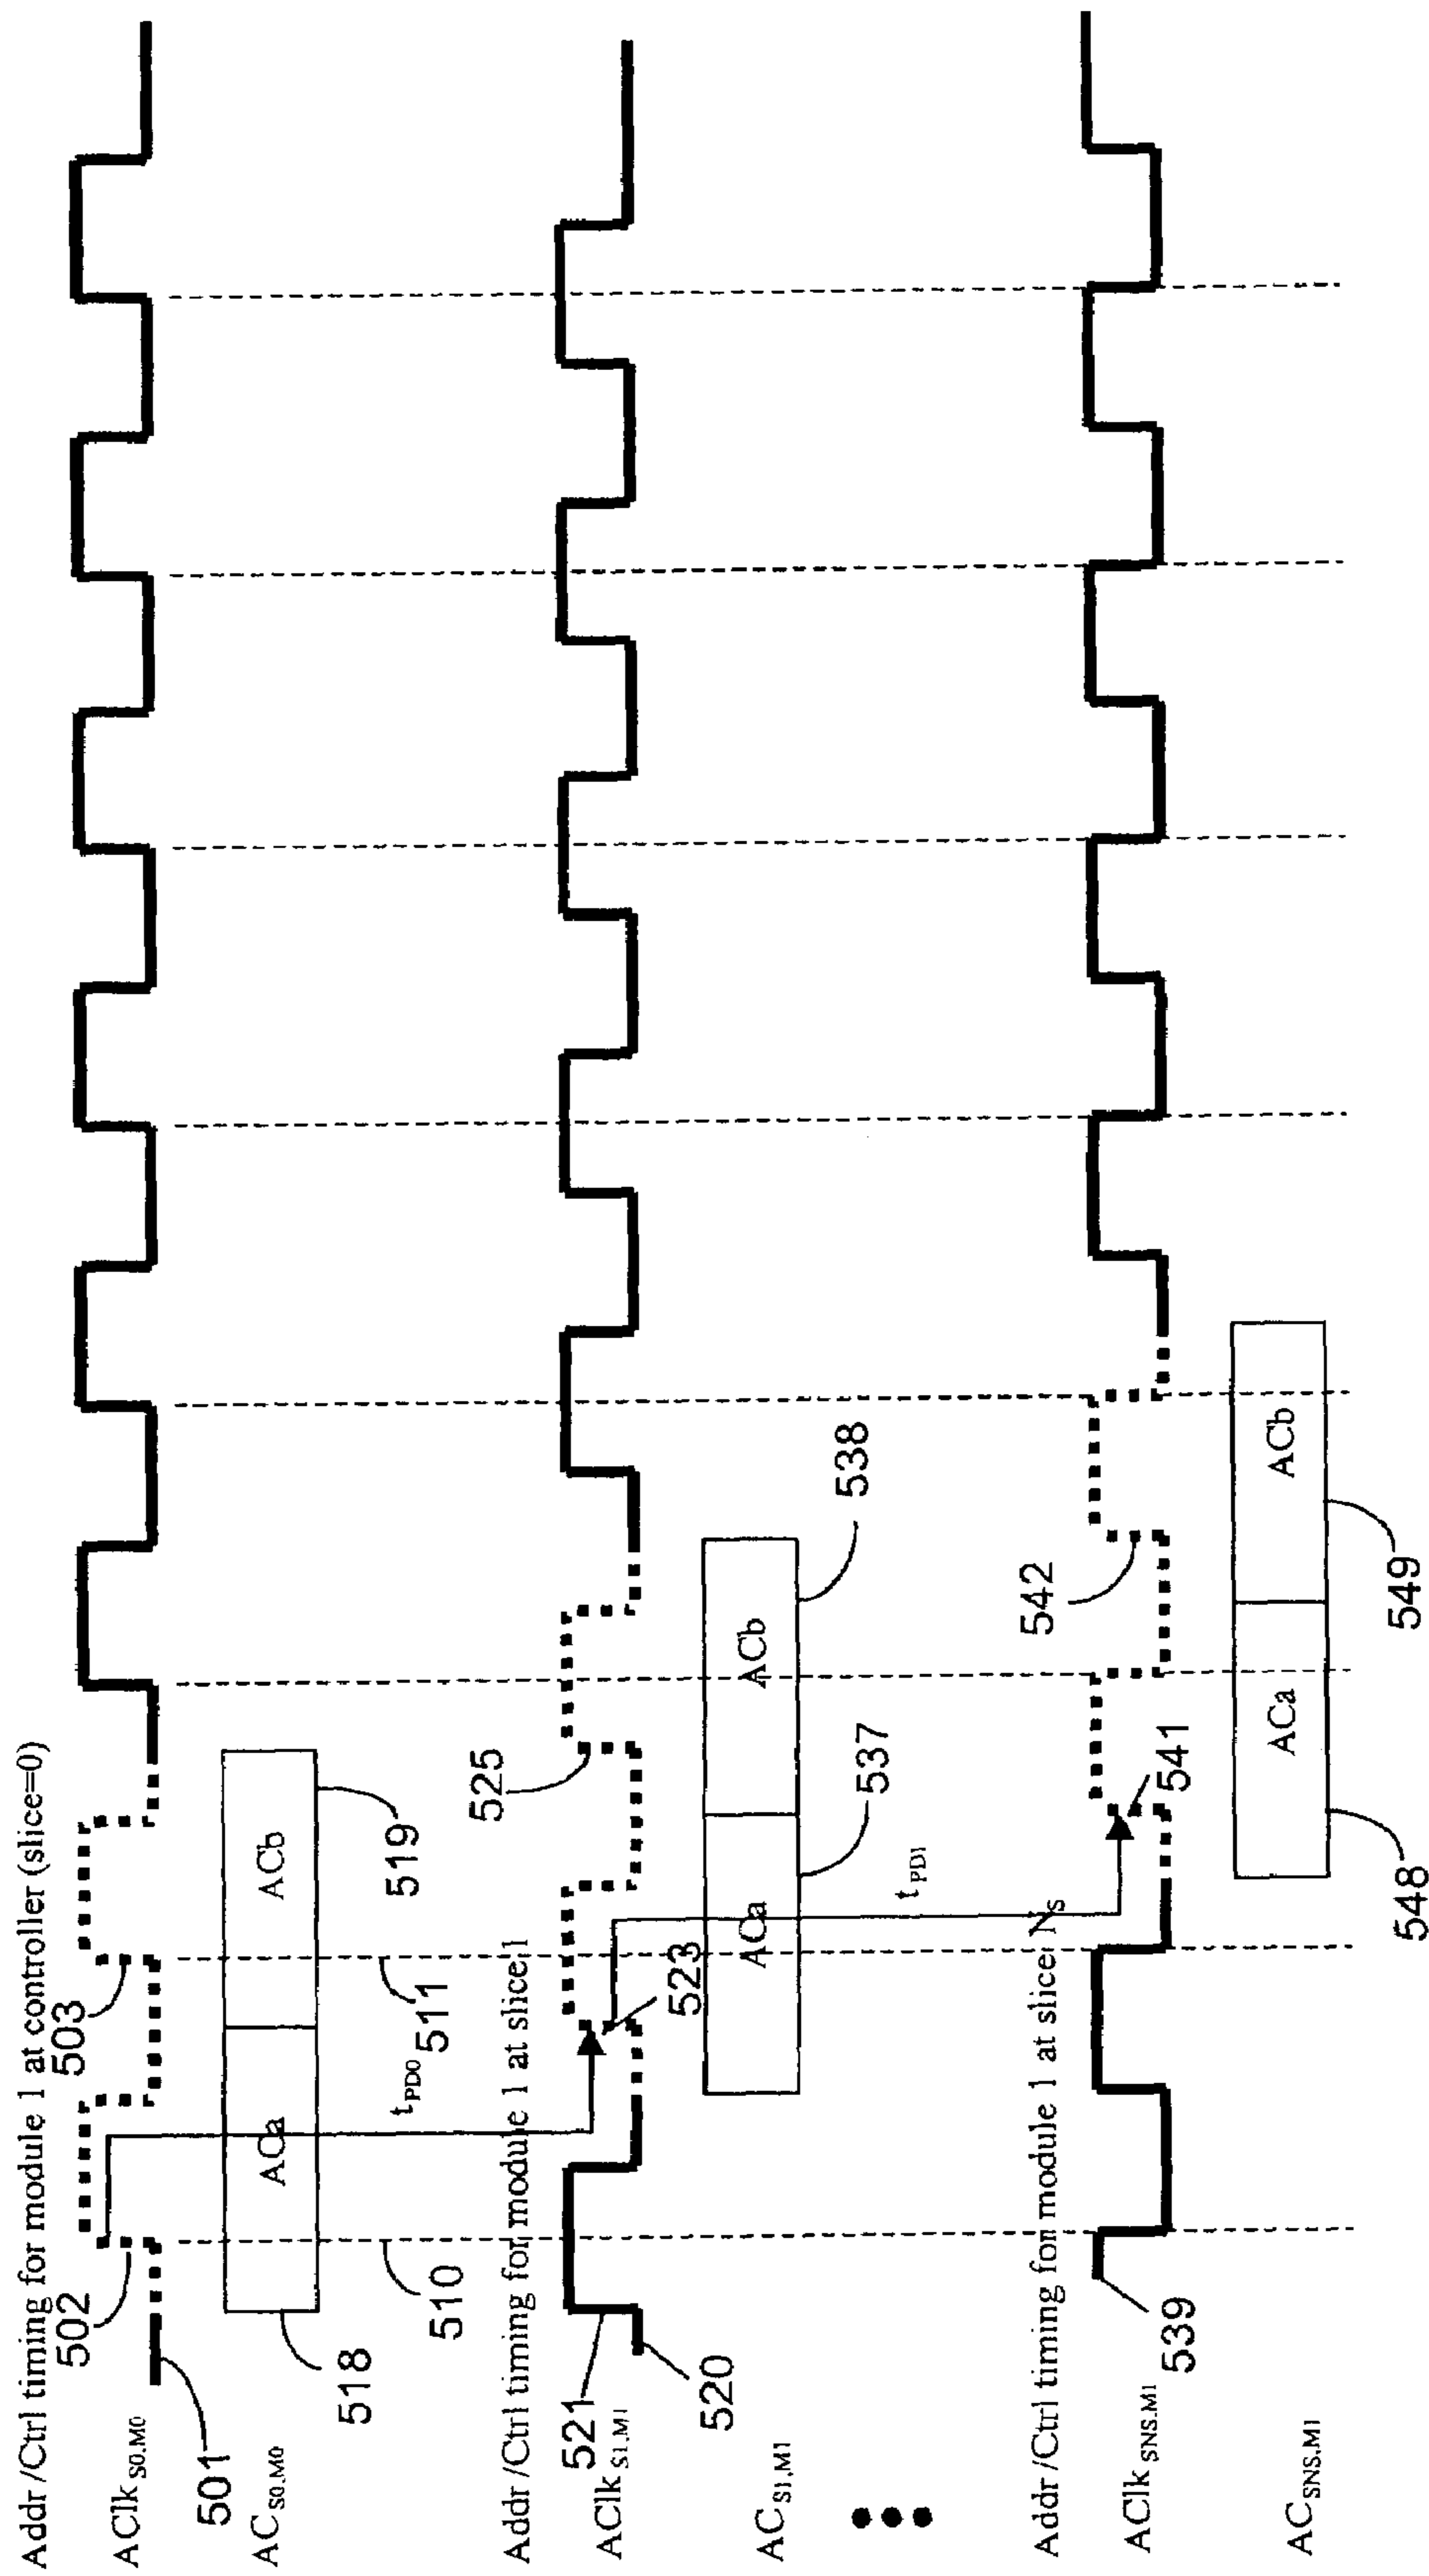 Addr /Ctrl timing for module 1 at controller (slice=0)
AClk S0.M0
501
502
503
AC S0.M0
518
ACa
ACb
519
510
511
tPD0
Addr /Ctrl timing for module 1 at slice 1
AClk S1.M1
521
520
523
525
AC S1,M1
ACa
ACb
537
538
tPD1
Addr /Ctrl timing for module 1 at slice Ns
AClk SNS.M1
539
541
542
AC SNS.M1
ACa
ACb
548
549